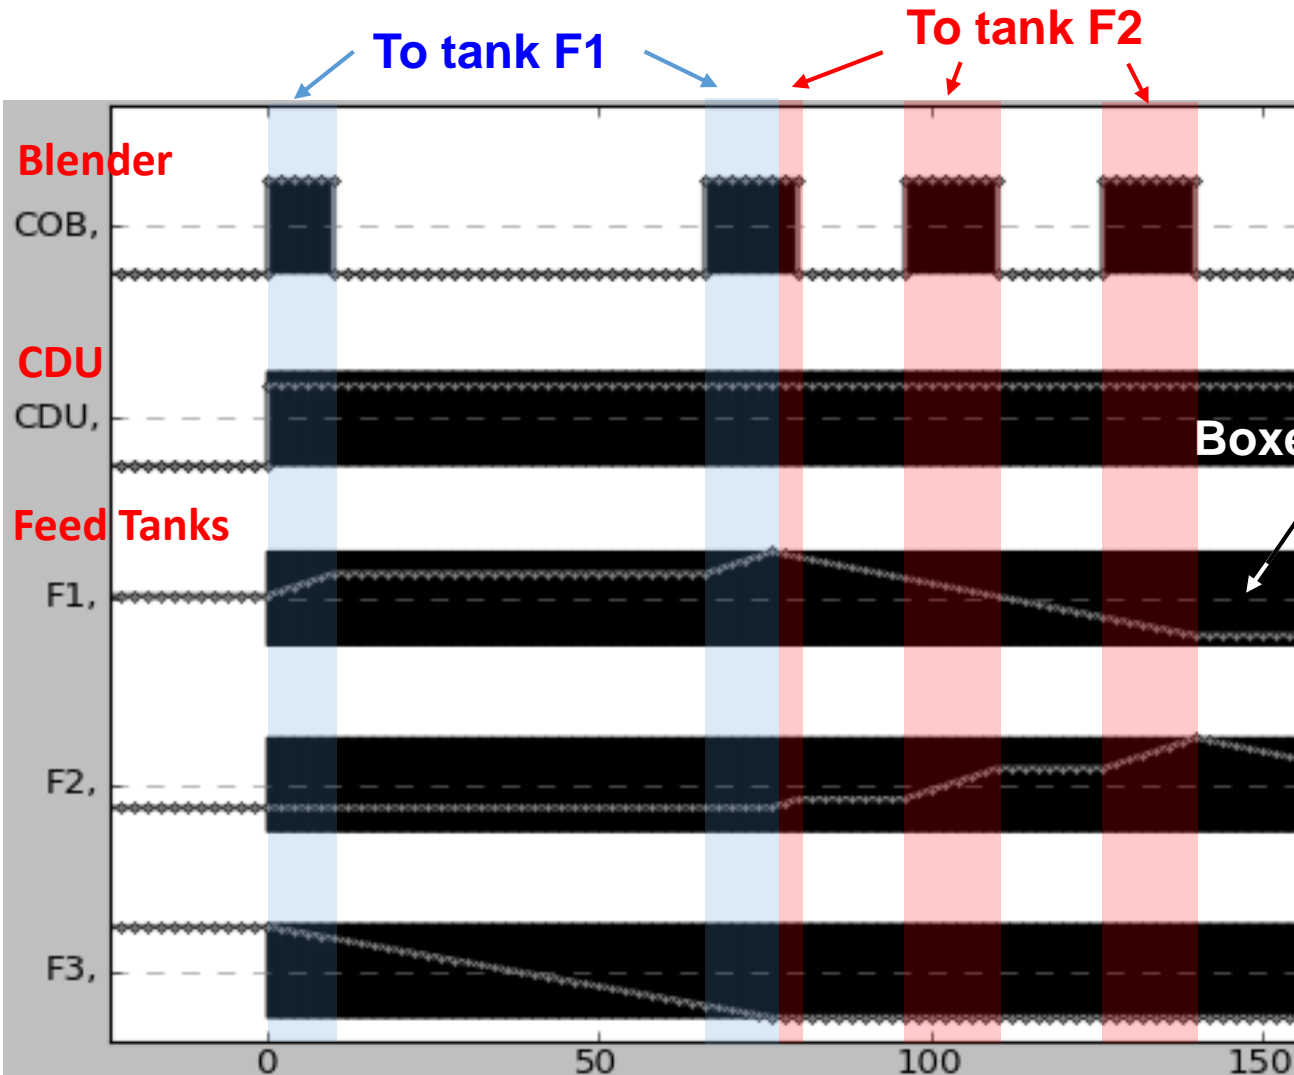 To tank F1
To tank F2
Blender
COB,
CDU
CDU,
Boxe
Feed Tanks
F1,
F2,
F3,
0 50 100 150